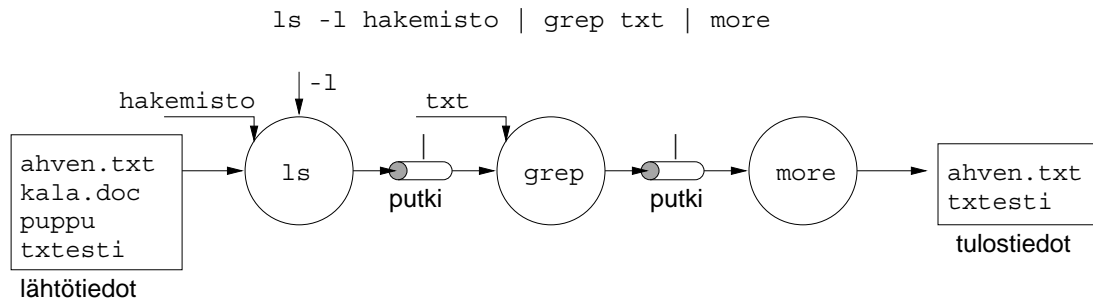 ls -l hakemisto | grep txt | more
-l
hakemisto
txt
|
|
ahven.txt
kala.doc
puppu
txtesti
ls
grep
more
ahven.txt
txtesti
putki
putki
tulostiedot
lähtötiedot